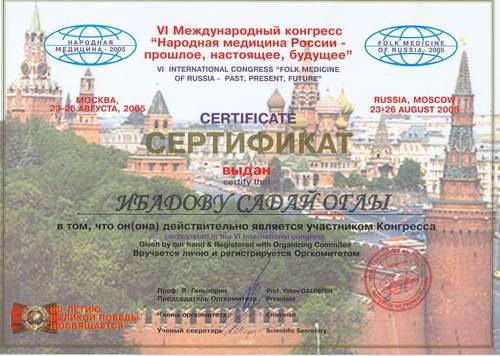 VI Международный конгресс
"Народная медицина России -
прошлое, настоящее, будущее"
VI INTERNATIONAL CONGRESS "FOLK MEDICINE
OF RUSSIA - PAST, PRESENT, FUTURE"
НАРОДНАЯ
МЕДИЦИНА - 2005
FOLK MEDICINE
OF RUSSIA - 2005
МОСКВА,
23-26 АВГУСТА, 2005
RUSSIA, MOSCOW
23-26 AUGUST 2005
CERTIFICATE
СЕРТИФИКАТ
выдан
certify that
ИБАДОВУ САДАЙ ОГЛЫ
в том, что он(она) действительно является участником Конгресса
participated in the VI International congress
Given by our hand & Registered with Organizing Commitee
Вручается лично и регистрируется Оргкомитетом
Проф. Я. Гальперин
Prof. Yakov GALPERIN
Председатель Оргкомитета
President
Члены оргкомитета
Chairman
Ученый секретарь
Scientific Secretary
60-ЛЕТИЮ
ВЕЛИКОЙ ПОБЕДЫ
ПОСВЯЩАЕТСЯ